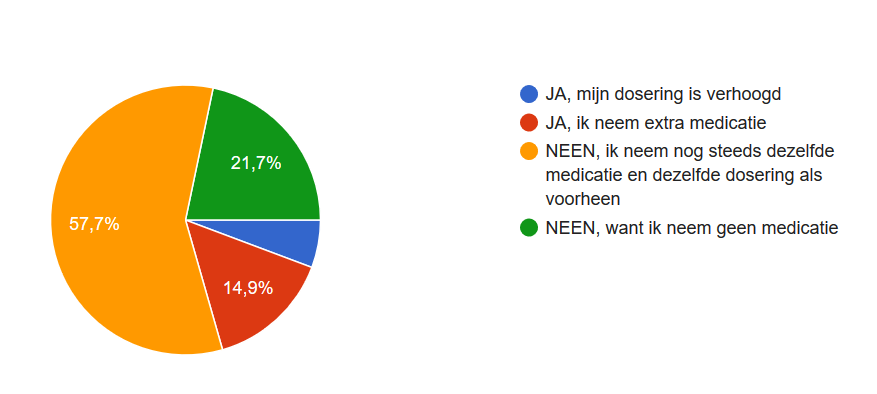 JA, mijn dosering is verhoogd
JA, ik neem extra medicatie
NEEN, ik neem nog steeds dezelfde
medicatie en dezelfde dosering als
voorheen
NEEN, want ik neem geen medicatie
21,7%
57,7%
14,9%